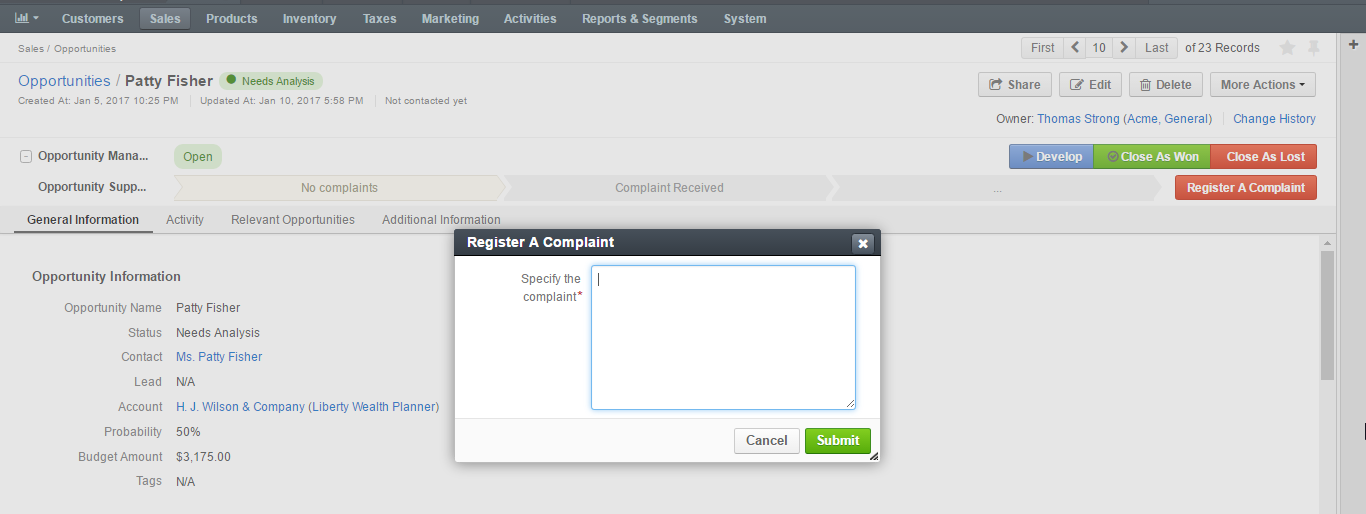 Customers Sales Products Inventory Taxes Marketing Activities Reports & Segments System
Sales / Opportunities First 10 Last of 23 Records
Opportunities / Patty Fisher Needs Analysis Share Edit Delete More Actions
Created At: Jan 5, 2017 10:25 PM Updated At: Jan 10, 2017 5:58 PM Not contacted yet
Owner: Thomas Strong (Acme, General) Change History
Opportunity Mana... Open Develop Close As Won Close As Lost
Opportunity Supp... No complaints Complaint Received ... Register A Complaint
General Information Activity Relevant Opportunities Additional Information
Register A Complaint
Specify the
complaint*
Cancel Submit
Opportunity Information
Opportunity Name Patty Fisher
Status Needs Analysis
Contact Ms. Patty Fisher
Lead N/A
Account H. J. Wilson & Company (Liberty Wealth Planner)
Probability 50%
Budget Amount $3,175.00
Tags N/A